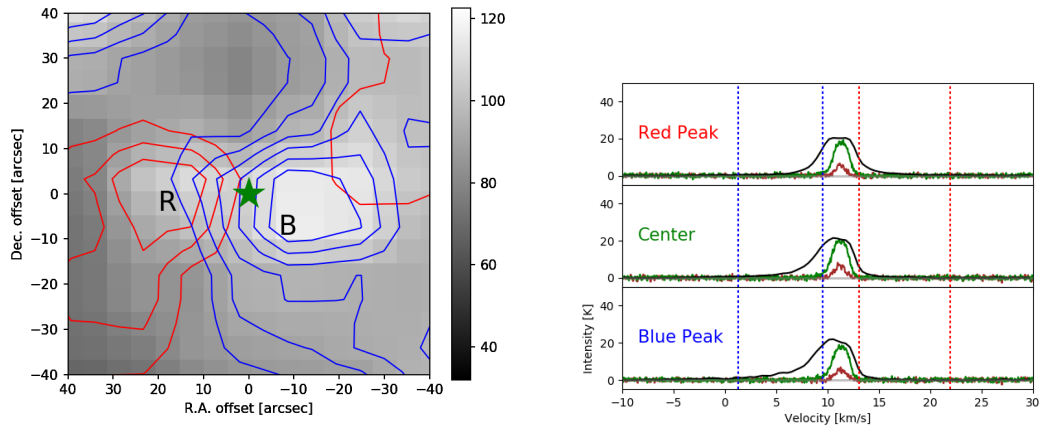 40
30
20
10
0
−10
−20
−30
−40
Dec. offset [arcsec]
R
B
40 30 20 10 0 −10 −20 −30 −40
R.A. offset [arcsec]
120
100
80
60
40
40
20
0
Red Peak
40
20
0
Center
40
20
0
Blue Peak
Intensity [K]
−10 −5 0 5 10 15 20 25 30
Velocity [km/s]